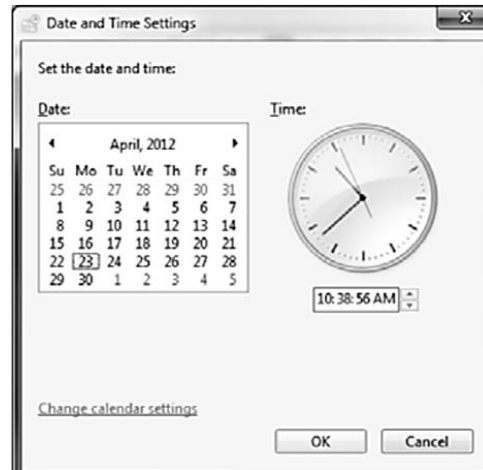 Date and Time Settings
Set the date and time:
Date:
Time:
April, 2012
Su Mo Tu We Th Fr Sa
25 26 27 28 29 30 31
1 2 3 4 5 6 7
8 9 10 11 12 13 14
15 16 17 18 19 20 21
22 23 24 25 26 27 28
29 30 1 2 3 4 5
10:38:56 AM
Change calendar settings
OK Cancel